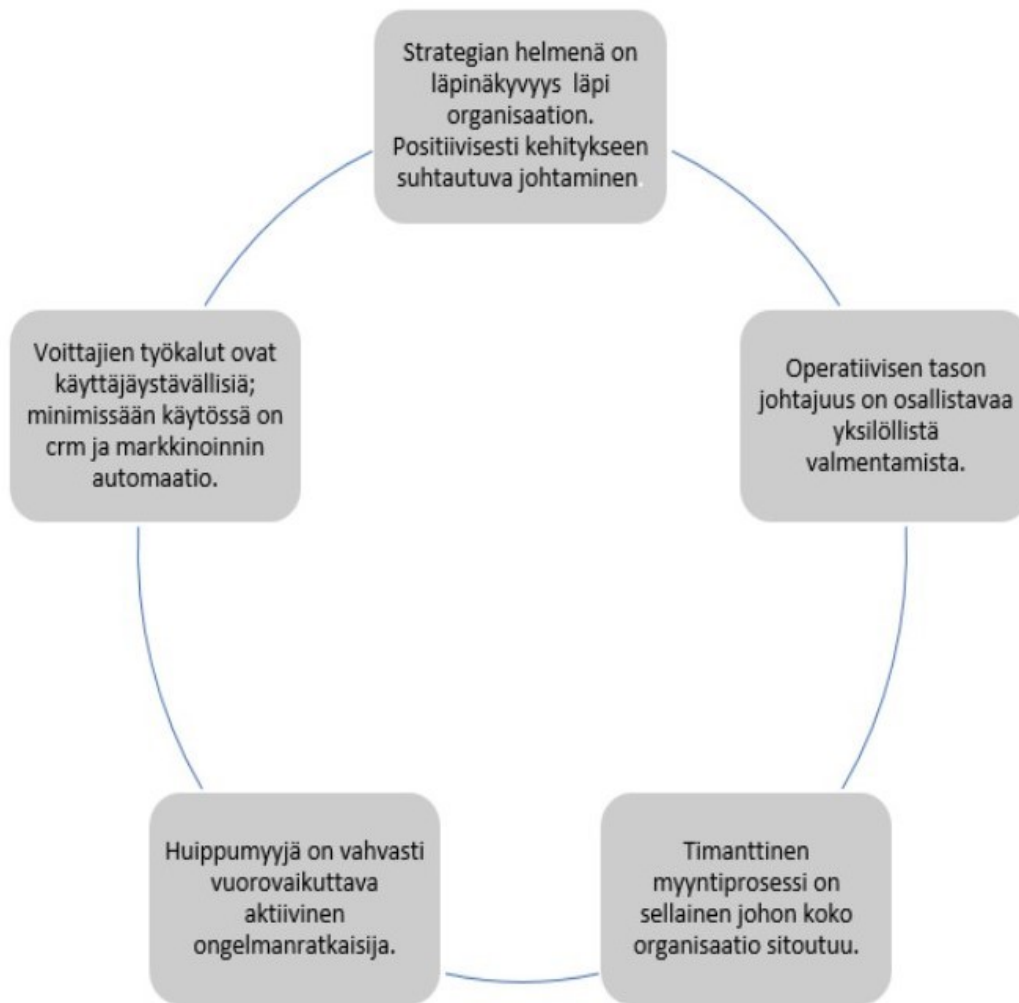 Strategian helmenä on
läpinäkyvyys läpi
organisaation.
Positiivisesti kehitykseen
suhtautuva johtaminen.
Operatiivisen tason
johtajuus on osallistavaa
yksilöllistä
valmentamista.
Timanttinen
myyntiprosessi on
sellainen johon koko
organisaatio sitoutuu.
Huippumyyjä on vahvasti
vuorovaikuttava
aktiivinen
ongelmanratkaisija.
Voittajien työkalut ovat
käyttäjäystävällisiä;
minimissään käytössä on
crm ja markkinoinnin
automaatio.